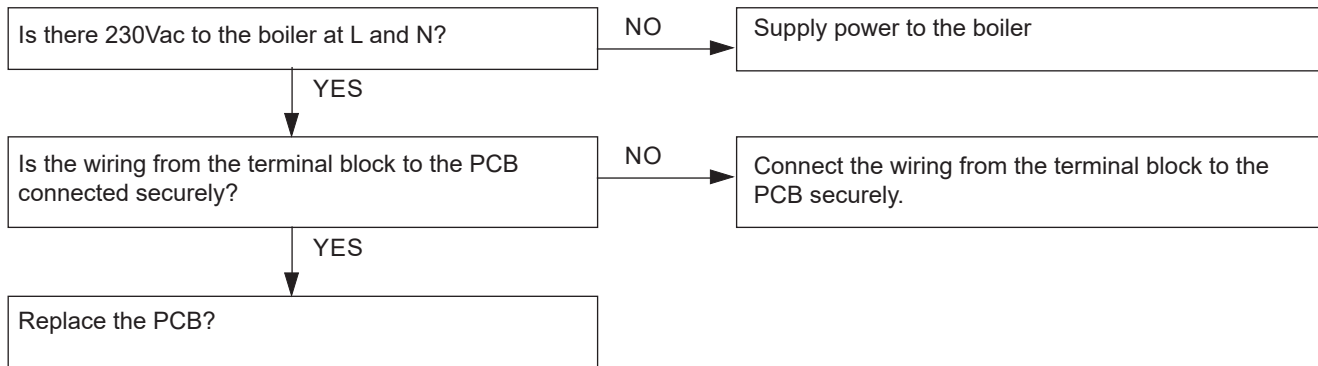 Is there 230Vac to the boiler at L and N?
NO
Supply power to the boiler
YES
Is the wiring from the terminal block to the PCB
connected securely?
NO
Connect the wiring from the terminal block to the
PCB securely.
YES
Replace the PCB?